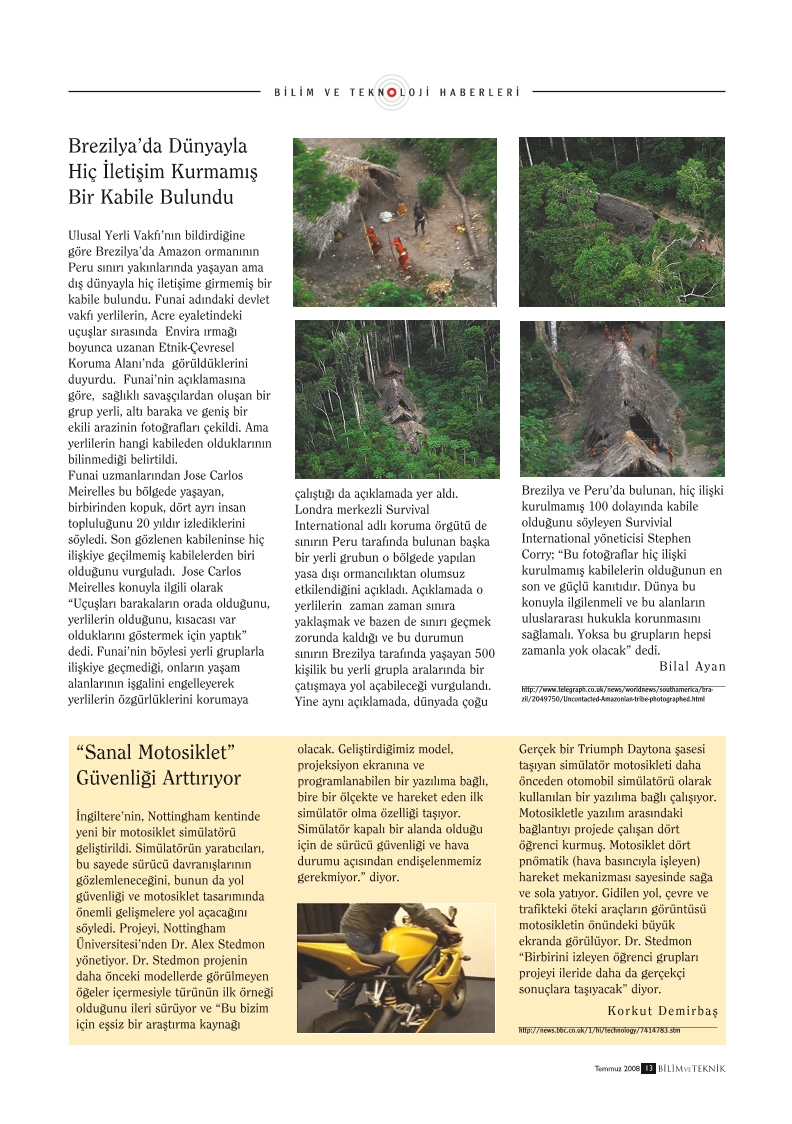 BİLİM VE TEKNOLOJİ HABERLERİ
Brezilya’da Dünyayla
Hiç İletişim Kurmamış
Bir Kabile Bulundu
Ulusal Yerli Vakfı’nın bildirdiğine
göre Brezilya’da Amazon ormanının
Peru sınırı yakınlarında yaşayan ama
dış dünyayla hiç iletişime girmemiş bir
kabile bulundu. Funai adındaki devlet
vakfı yerlilerin, Acre eyaletindeki
uçuşlar sırasında Envira ırmağı
boyunca uzanan Etnik-Çevresel
Koruma Alanı’nda görüldüklerini
duyurdu. Funai’nin açıklamasına
göre, sağlıklı savaşçılardan oluşan bir
grup yerli, altı baraka ve geniş bir
ekili arazinin fotoğrafları çekildi. Ama
yerlilerin hangi kabileden olduklarının
bilinmediği belirtildi.
Funai uzmanlarından Jose Carlos
Meirelles bu bölgede yaşayan,
birbirinden kopuk, dört ayrı insan
topluluğunu 20 yıldır izlediklerini
söyledi. Son gözlenen kabileninse hiç
ilişkiye geçilmemiş kabilelerden biri
olduğunu vurguladı. Jose Carlos
Meirelles konuyla ilgili olarak
“Uçuşları barakaların orada olduğunu,
yerlilerin olduğunu, kısacası var
olduklarını göstermek için yaptık”
dedi. Funai’nin böylesi yerli gruplarla
ilişkiye geçmediği, onların yaşam
alanlarının işgalini engelleyerek
yerlilerin özgürlüklerini korumaya
çalıştığı da açıklamada yer aldı.
Londra merkezli Survival
International adlı koruma örgütü de
sınırın Peru tarafında bulunan başka
bir yerli grubun o bölgede yapılan
yasa dışı ormancılıktan olumsuz
etkilendiğini açıkladı. Açıklamada o
yerlilerin zaman zaman sınıra
yaklaşmak ve bazen de sınırı geçmek
zorunda kaldığı ve bu durumun
sınırın Brezilya tarafında yaşayan 500
kişilik bu yerli grupla aralarında bir
çatışmaya yol açabileceği vurgulandı.
Yine aynı açıklamada, dünyada çoğu
Brezilya ve Peru’da bulunan, hiç ilişki
kurulmamış 100 dolayında kabile
olduğunu söyleyen Survivial
International yöneticisi Stephen
Corry; “Bu fotoğraflar hiç ilişki
kurulmamış kabilelerin olduğunun en
son ve güçlü kanıtıdır. Dünya bu
konuyla ilgilenmeli ve bu alanların
uluslararası hukukla korunmasını
sağlamalı. Yoksa bu grupların hepsi
zamanla yok olacak” dedi.
Bilal Ayan
http://www.telegraph.co.uk/news/worldnews/southamerica/bra-
zil/2049750/Uncontacted-Amazonian-tribe-photographed.html
“Sanal Motosiklet”
Güvenliği Arttırıyor
İngiltere’nin, Nottingham kentinde
yeni bir motosiklet simülatörü
geliştirildi. Simülatörün yaratıcıları,
bu sayede sürücü davranışlarının
gözlemleneceğini, bunun da yol
güvenliği ve motosiklet tasarımında
önemli gelişmelere yol açacağını
söyledi. Projeyi, Nottingham
Üniversitesi’nden Dr. Alex Stedmon
yönetiyor. Dr. Stedmon projenin
daha önceki modellerde görülmeyen
öğeler içermesiyle türünün ilk örneği
olduğunu ileri sürüyor ve “Bu bizim
için eşsiz bir araştırma kaynağı
olacak. Geliştirdiğimiz model,
projeksiyon ekranına ve
programlanabilen bir yazılıma bağlı,
bire bir ölçekte ve hareket eden ilk
simülatör olma özelliği taşıyor.
Simülatör kapalı bir alanda olduğu
için de sürücü güvenliği ve hava
durumu açısından endişelenmemiz
gerekmiyor.” diyor.
Gerçek bir Triumph Daytona şasesi
taşıyan simülatör motosikleti daha
önceden otomobil simülatörü olarak
kullanılan bir yazılıma bağlı çalışıyor.
Motosikletle yazılım arasındaki
bağlantıyı projede çalışan dört
öğrenci kurmuş. Motosiklet dört
pnömatik (hava basıncıyla işleyen)
hareket mekanizması sayesinde sağa
ve sola yatıyor. Gidilen yol, çevre ve
trafikteki öteki araçların görüntüsü
motosikletin önündeki büyük
ekranda görülüyor. Dr. Stedmon
“Birbirini izleyen öğrenci grupları
projeyi ileride daha da gerçekçi
sonuçlara taşıyacak” diyor.
Korkut Demirbaş
http://news.bbc.co.uk/1/hi/technology/7414783.stm
Temmuz 2008 13 BİLİM VE TEKNİK